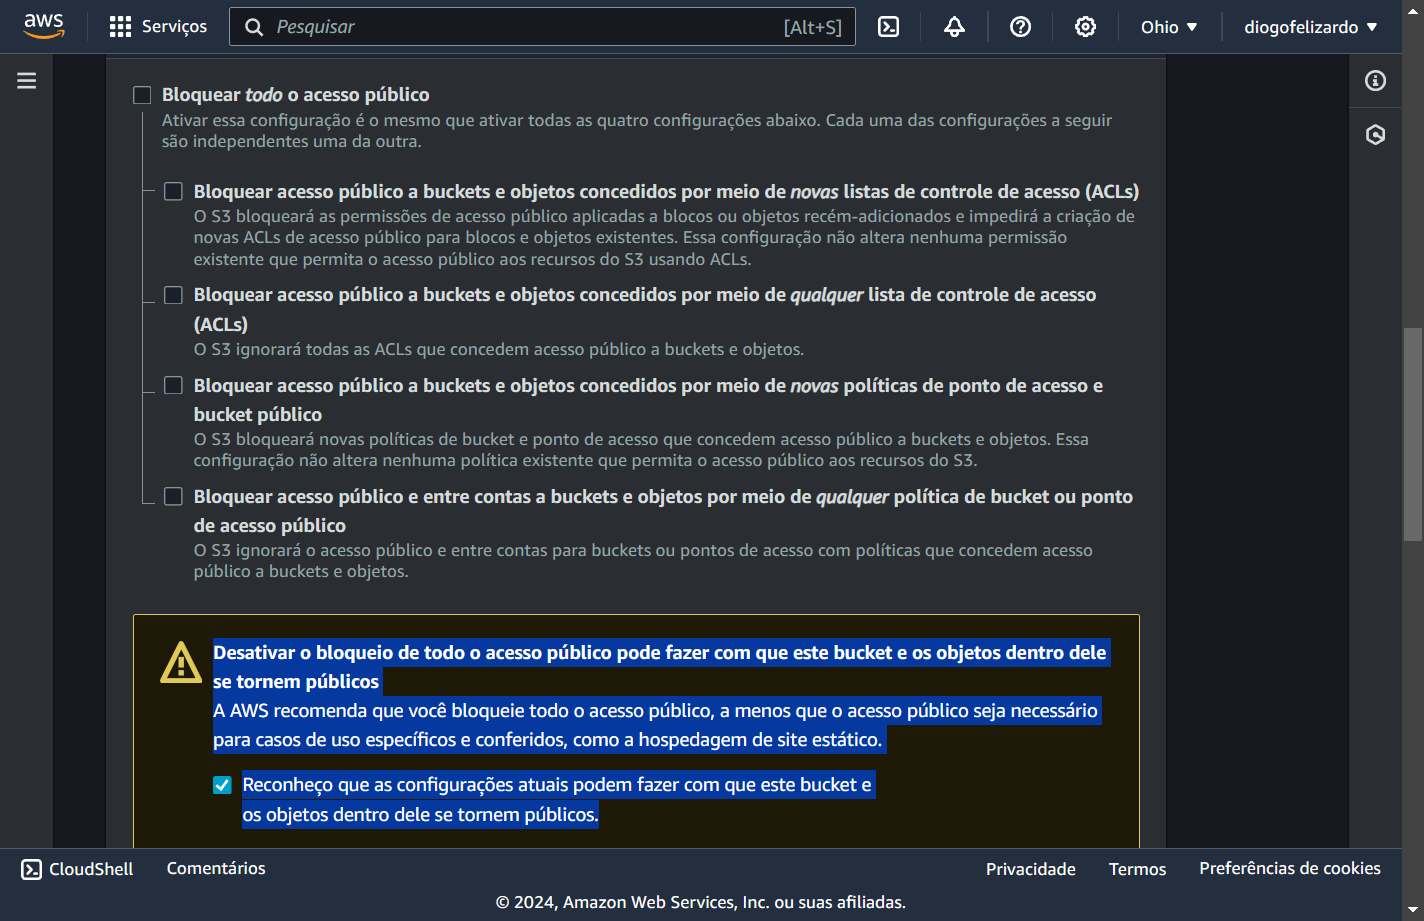 aws
Serviços
Pesquisar
[Alt+S]
Ohio ▼
diogofelizardo ▼
Bloquear todo o acesso público
Ativar essa configuração é o mesmo que ativar todas as quatro configurações abaixo. Cada uma das configurações a seguir
são independentes uma da outra.
Bloquear acesso público a buckets e objetos concedidos por meio de novas listas de controle de acesso (ACLs)
O S3 bloqueará as permissões de acesso público aplicadas a blocos ou objetos recém-adicionados e impedirá a criação de
novas ACLs de acesso público para blocos e objetos existentes. Essa configuração não altera nenhuma permissão
existente que permita o acesso público aos recursos do S3 usando ACLs.
Bloquear acesso público a buckets e objetos concedidos por meio de qualquer lista de controle de acesso
(ACLs)
O S3 ignorará todas as ACLs que concedem acesso público a buckets e objetos.
Bloquear acesso público a buckets e objetos concedidos por meio de novas políticas de ponto de acesso e
bucket público
O S3 bloqueará novas políticas de bucket e ponto de acesso que concedem acesso público a buckets e objetos. Essa
configuração não altera nenhuma política existente que permita o acesso público aos recursos do S3.
Bloquear acesso público e entre contas a buckets e objetos por meio de qualquer política de bucket ou ponto
de acesso público
O S3 ignorará o acesso público e entre contas para buckets ou pontos de acesso com políticas que concedem acesso
público a buckets e objetos.
Desativar o bloqueio de todo o acesso público pode fazer com que este bucket e os objetos dentro dele
se tornem públicos
A AWS recomenda que você bloqueie todo o acesso público, a menos que o acesso público seja necessário
para casos de uso específicos e conferidos, como a hospedagem de site estático.
Reconheço que as configurações atuais podem fazer com que este bucket e
os objetos dentro dele se tornem públicos.
CloudShell
Comentários
Privacidade
Termos
Preferências de cookies
© 2024, Amazon Web Services, Inc. ou suas afiliadas.